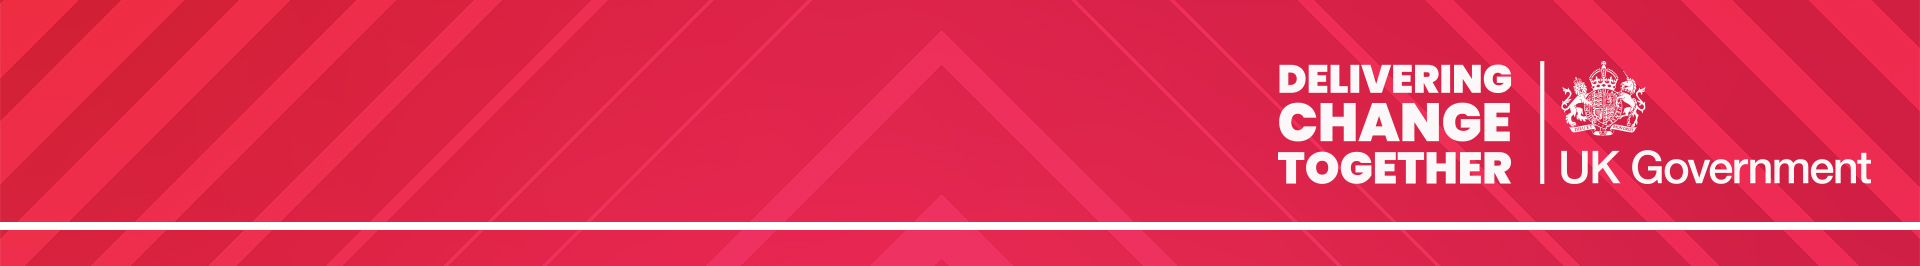 DELIVERING
CHANGE
TOGETHER
UK Government